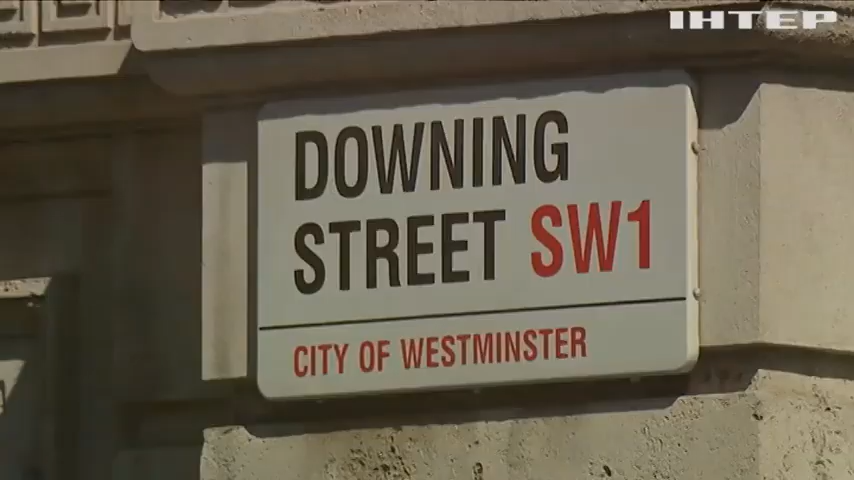 ІНТЕР
DOWNING
STREET SW1
CITY OF WESTMINSTER